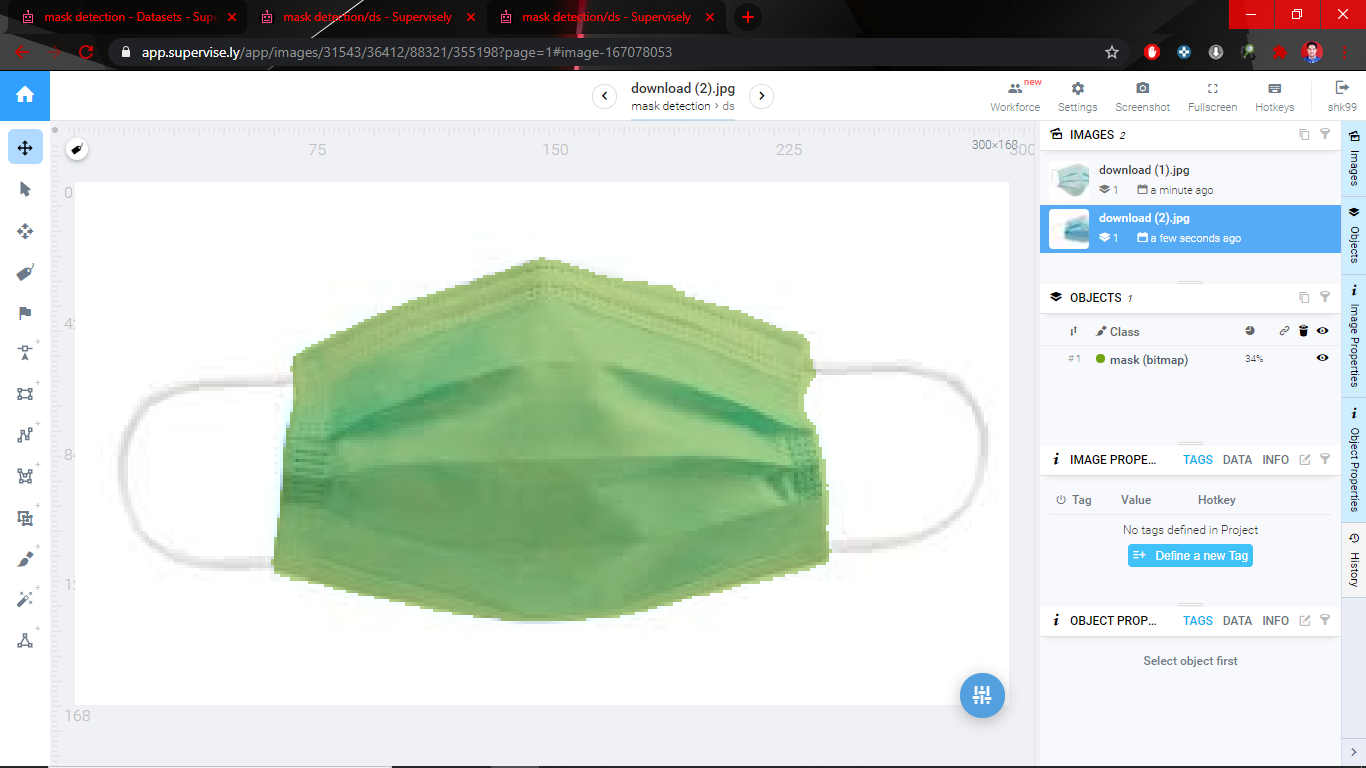 mask detection - Datasets - Supe
mask detection/ds - Supervisely
mask detection/ds - Supervisely
app.supervise.ly/app/images/31543/36412/88321/355198?page=1#image-167078053
download (2).jpg
mask detection > ds
new
Workforce
Settings
Screenshot
Fullscreen
Hotkeys
shk99
75
150
225
300×168
300
0
84
168
IMAGES 2
download (1).jpg
1 a minute ago
download (2).jpg
1 a few seconds ago
OBJECTS 1
Class
#1 mask (bitmap) 34%
IMAGE PROPE... TAGS DATA INFO
Tag Value Hotkey
No tags defined in Project
Define a new Tag
OBJECT PROP... TAGS DATA INFO
Select object first
Images
Objects
Image Properties
Object Properties
History